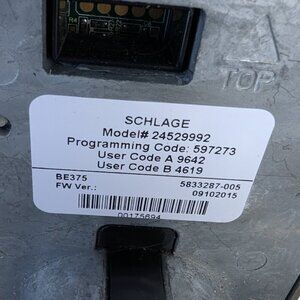 R4
TOP
SCHLAGE
Model# 24529992
Programming Code: 597273
User Code A 9642
User Code B 4619
BE375 5833287-005
FW Ver.: 09102015
00175694